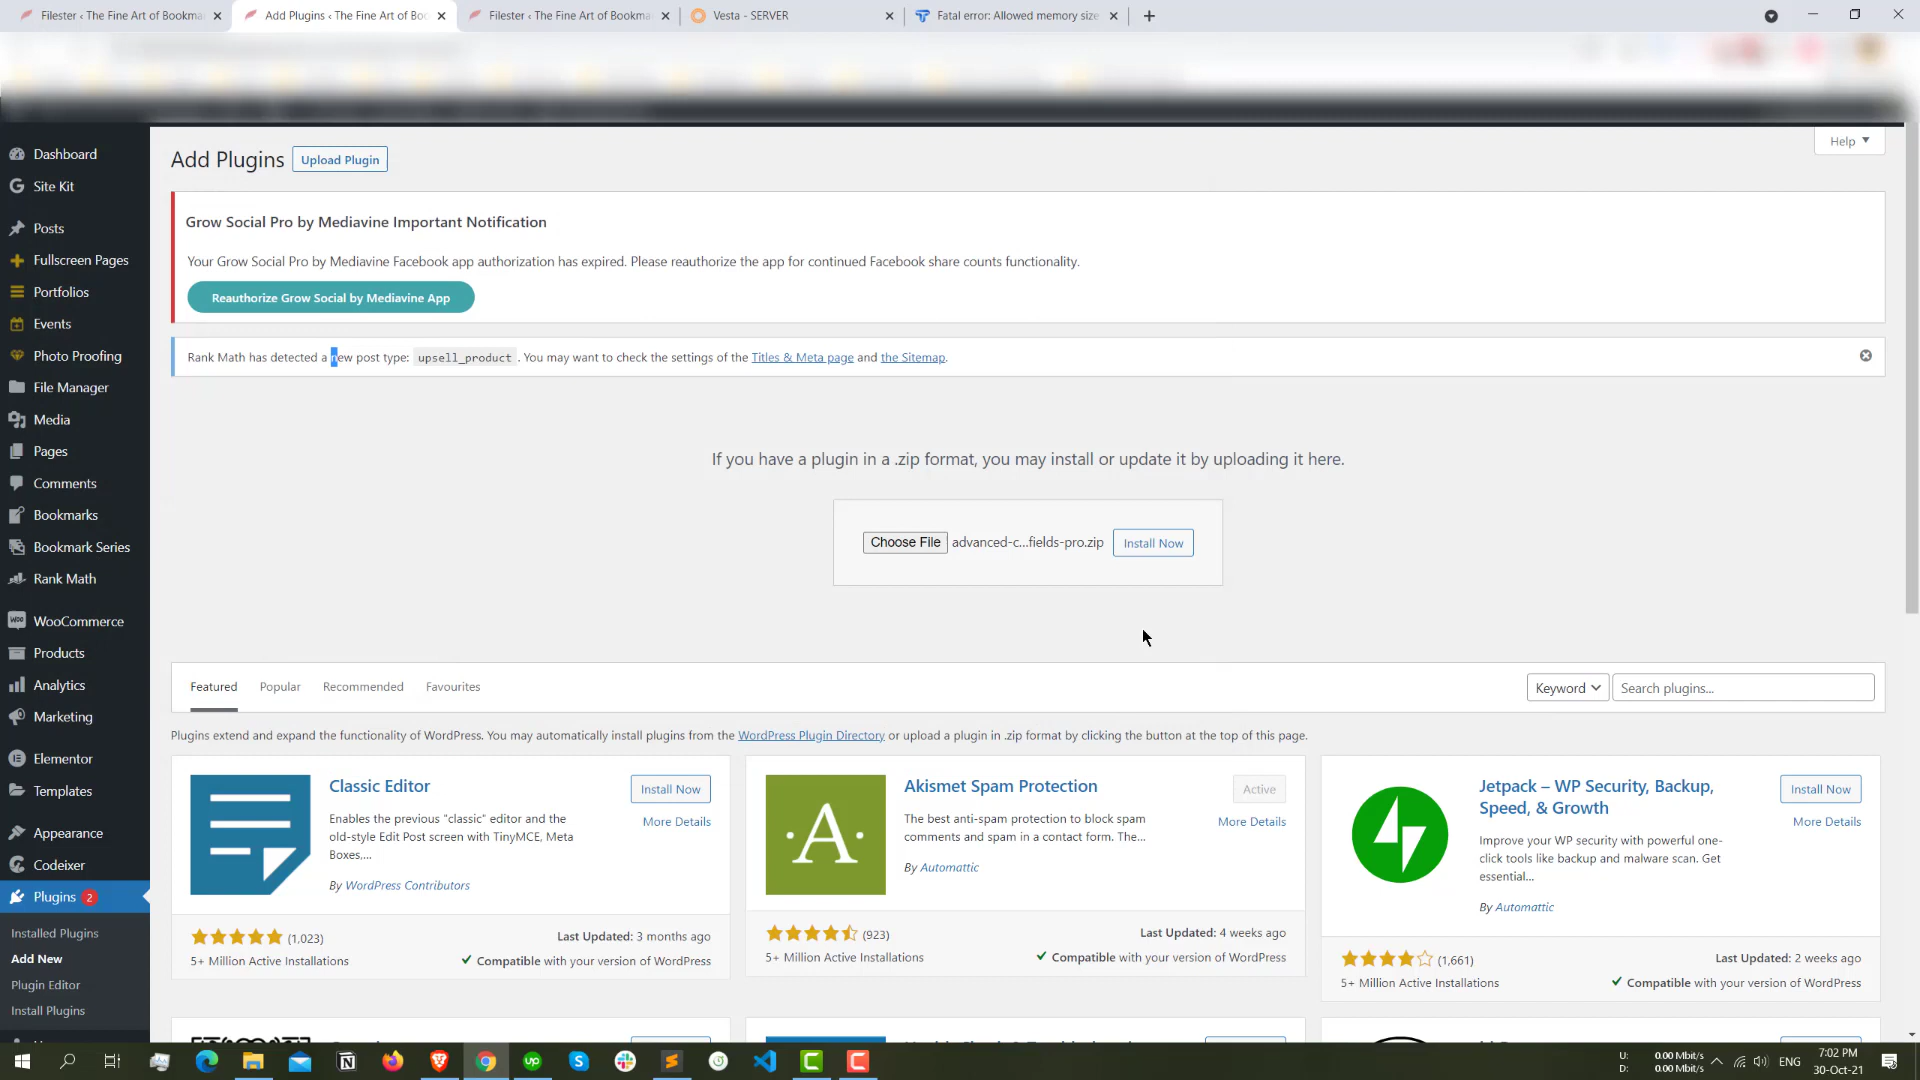 Filester ‹ The Fine Art of Bookma
Add Plugins ‹ The Fine Art of Bo
Filester ‹ The Fine Art of Bookma
Vesta - SERVER
Fatal error: Allowed memory size
Help
Dashboard
Site Kit
Posts
Fullscreen Pages
Portfolios
Events
Photo Proofing
File Manager
Media
Pages
Comments
Bookmarks
Bookmark Series
Rank Math
WooCommerce
Products
Analytics
Marketing
Elementor
Templates
Appearance
Codeixer
Plugins 2
Installed Plugins
Add New
Plugin Editor
Install Plugins
Add Plugins
Upload Plugin
Grow Social Pro by Mediavine Important Notification
Your Grow Social Pro by Mediavine Facebook app authorization has expired. Please reauthorize the app for continued Facebook share counts functionality.
Reauthorize Grow Social by Mediavine App
Rank Math has detected a new post type: upsell_product . You may want to check the settings of the Titles & Meta page and the Sitemap.
If you have a plugin in a .zip format, you may install or update it by uploading it here.
Choose File advanced-c...fields-pro.zip Install Now
Featured Popular Recommended Favourites
Keyword Search plugins...
Plugins extend and expand the functionality of WordPress. You may automatically install plugins from the WordPress Plugin Directory or upload a plugin in .zip format by clicking the button at the top of this page.
Classic Editor
Install Now
More Details
Enables the previous "classic" editor and the
old-style Edit Post screen with TinyMCE, Meta
Boxes,...
By WordPress Contributors
(1,023)
Last Updated: 3 months ago
5+ Million Active Installations
Compatible with your version of WordPress
Akismet Spam Protection
Active
More Details
The best anti-spam protection to block spam
comments and spam in a contact form. The...
By Automattic
(923)
Last Updated: 4 weeks ago
5+ Million Active Installations
Compatible with your version of WordPress
Jetpack – WP Security, Backup,
Speed, & Growth
Install Now
More Details
Improve your WP security with powerful one-
click tools like backup and malware scan. Get
essential...
By Automattic
(1,661)
Last Updated: 2 weeks ago
5+ Million Active Installations
Compatible with your version of WordPress
U: 0.00 Mbit/s
D: 0.00 Mbit/s
ENG
7:02 PM
30-Oct-21